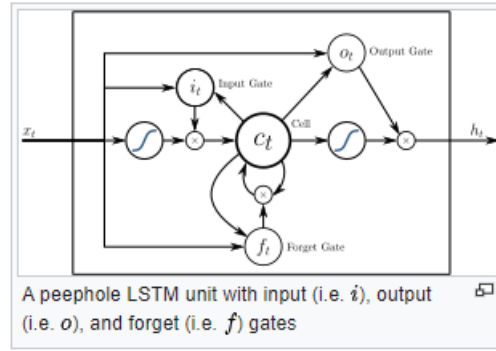 o_t Output Gate
i_t Input Gate
x_t
×
c_t
Cell
×
h_t
×
f_t Forget Gate
A peephole LSTM unit with input (i.e. i), output
(i.e. o), and forget (i.e. f) gates